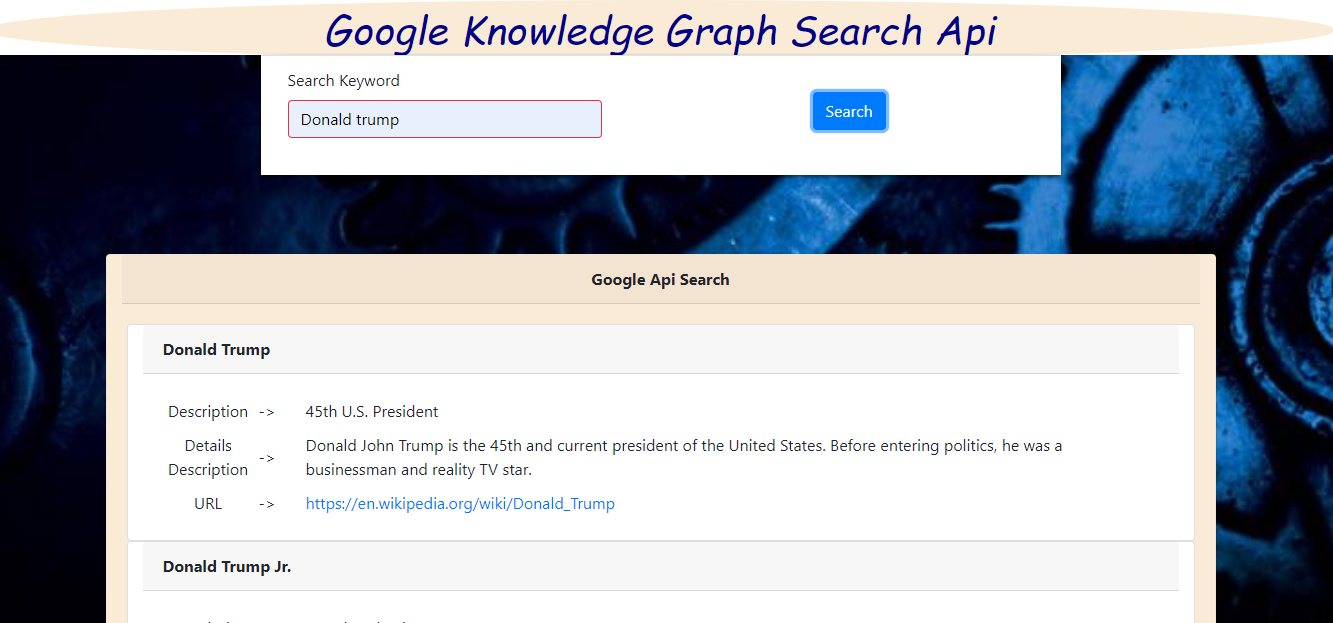 Google Knowledge Graph Search Api
Search Keyword
Donald trump
Search
Google Api Search
Donald Trump
Description -> 45th U.S. President
Details Description -> Donald John Trump is the 45th and current president of the United States. Before entering politics, he was a
businessman and reality TV star.
URL -> https://en.wikipedia.org/wiki/Donald_Trump
Donald Trump Jr.